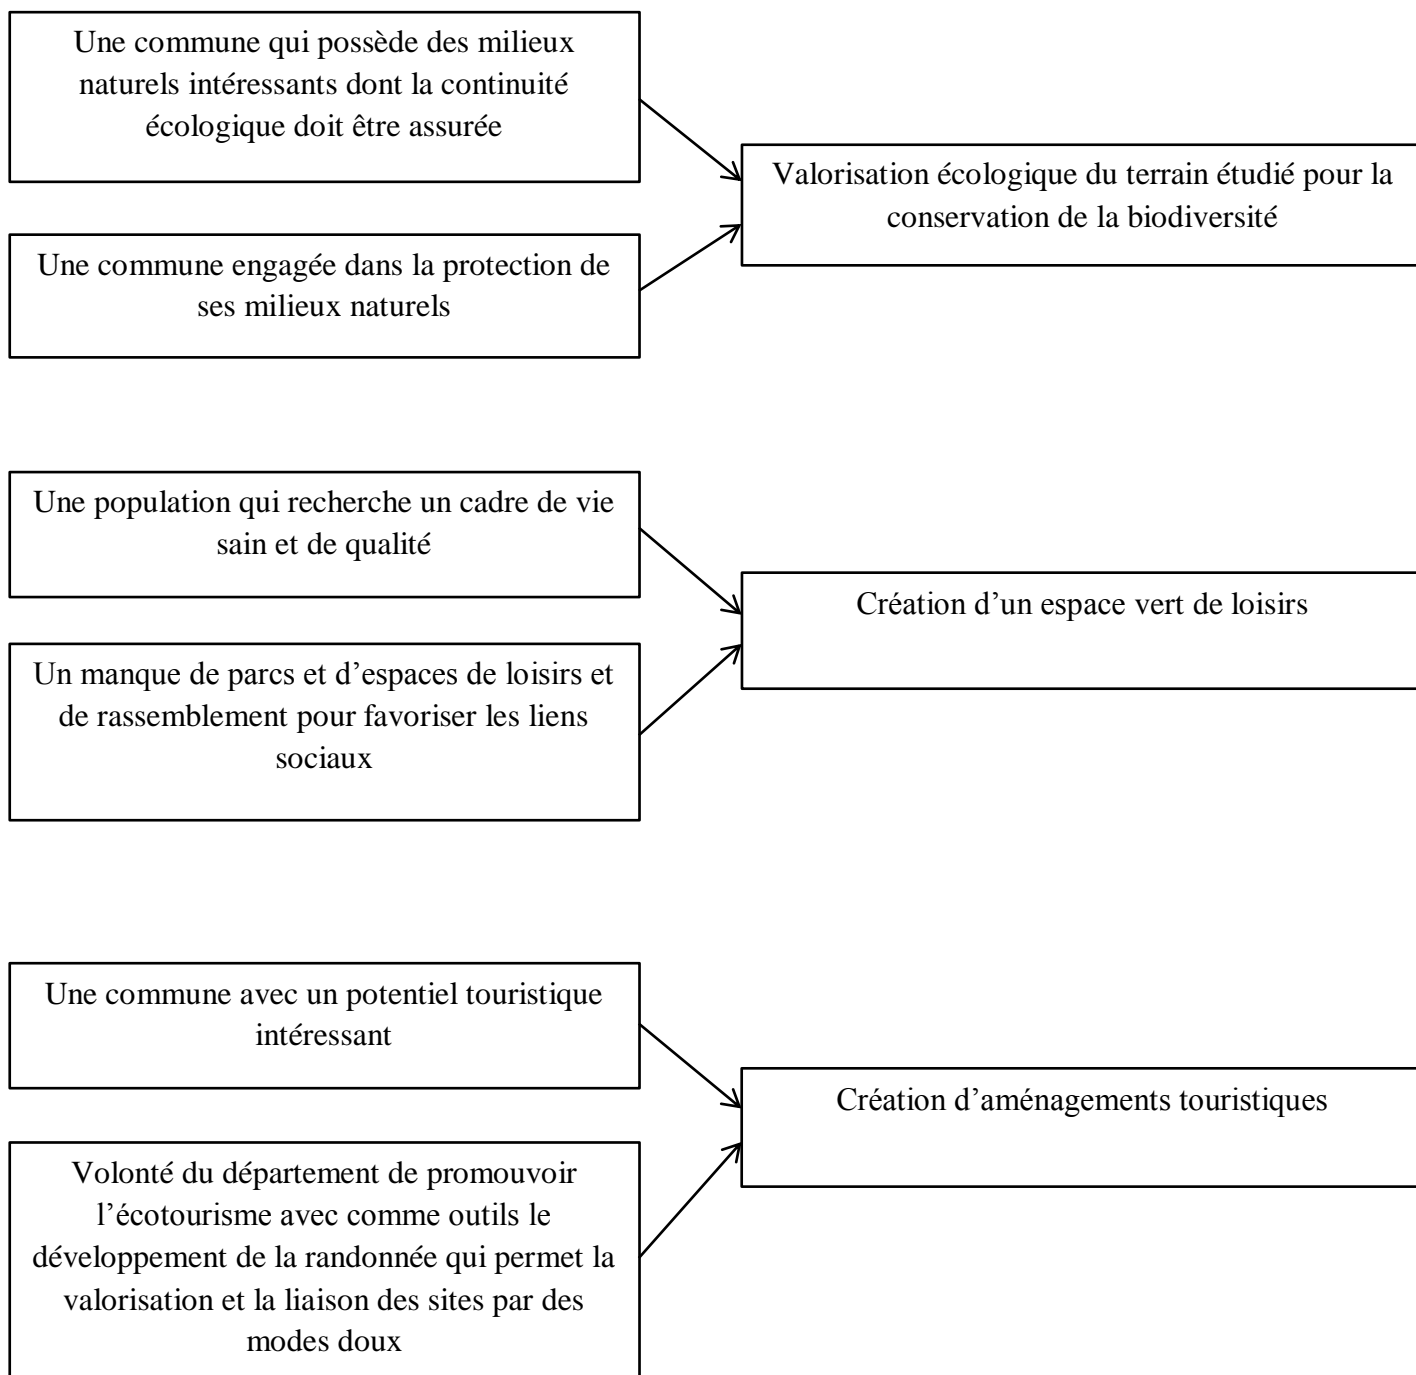 Une commune qui possède des milieux
naturels intéressants dont la continuité
écologique doit être assurée
Valorisation écologique du terrain étudié pour la
conservation de la biodiversité
Une commune engagée dans la protection de
ses milieux naturels
Une population qui recherche un cadre de vie
sain et de qualité
Création d’un espace vert de loisirs
Un manque de parcs et d’espaces de loisirs et
de rassemblement pour favoriser les liens
sociaux
Une commune avec un potentiel touristique
intéressant
Création d’aménagements touristiques
Volonté du département de promouvoir
l’écotourisme avec comme outils le
développement de la randonnée qui permet la
valorisation et la liaison des sites par des
modes doux